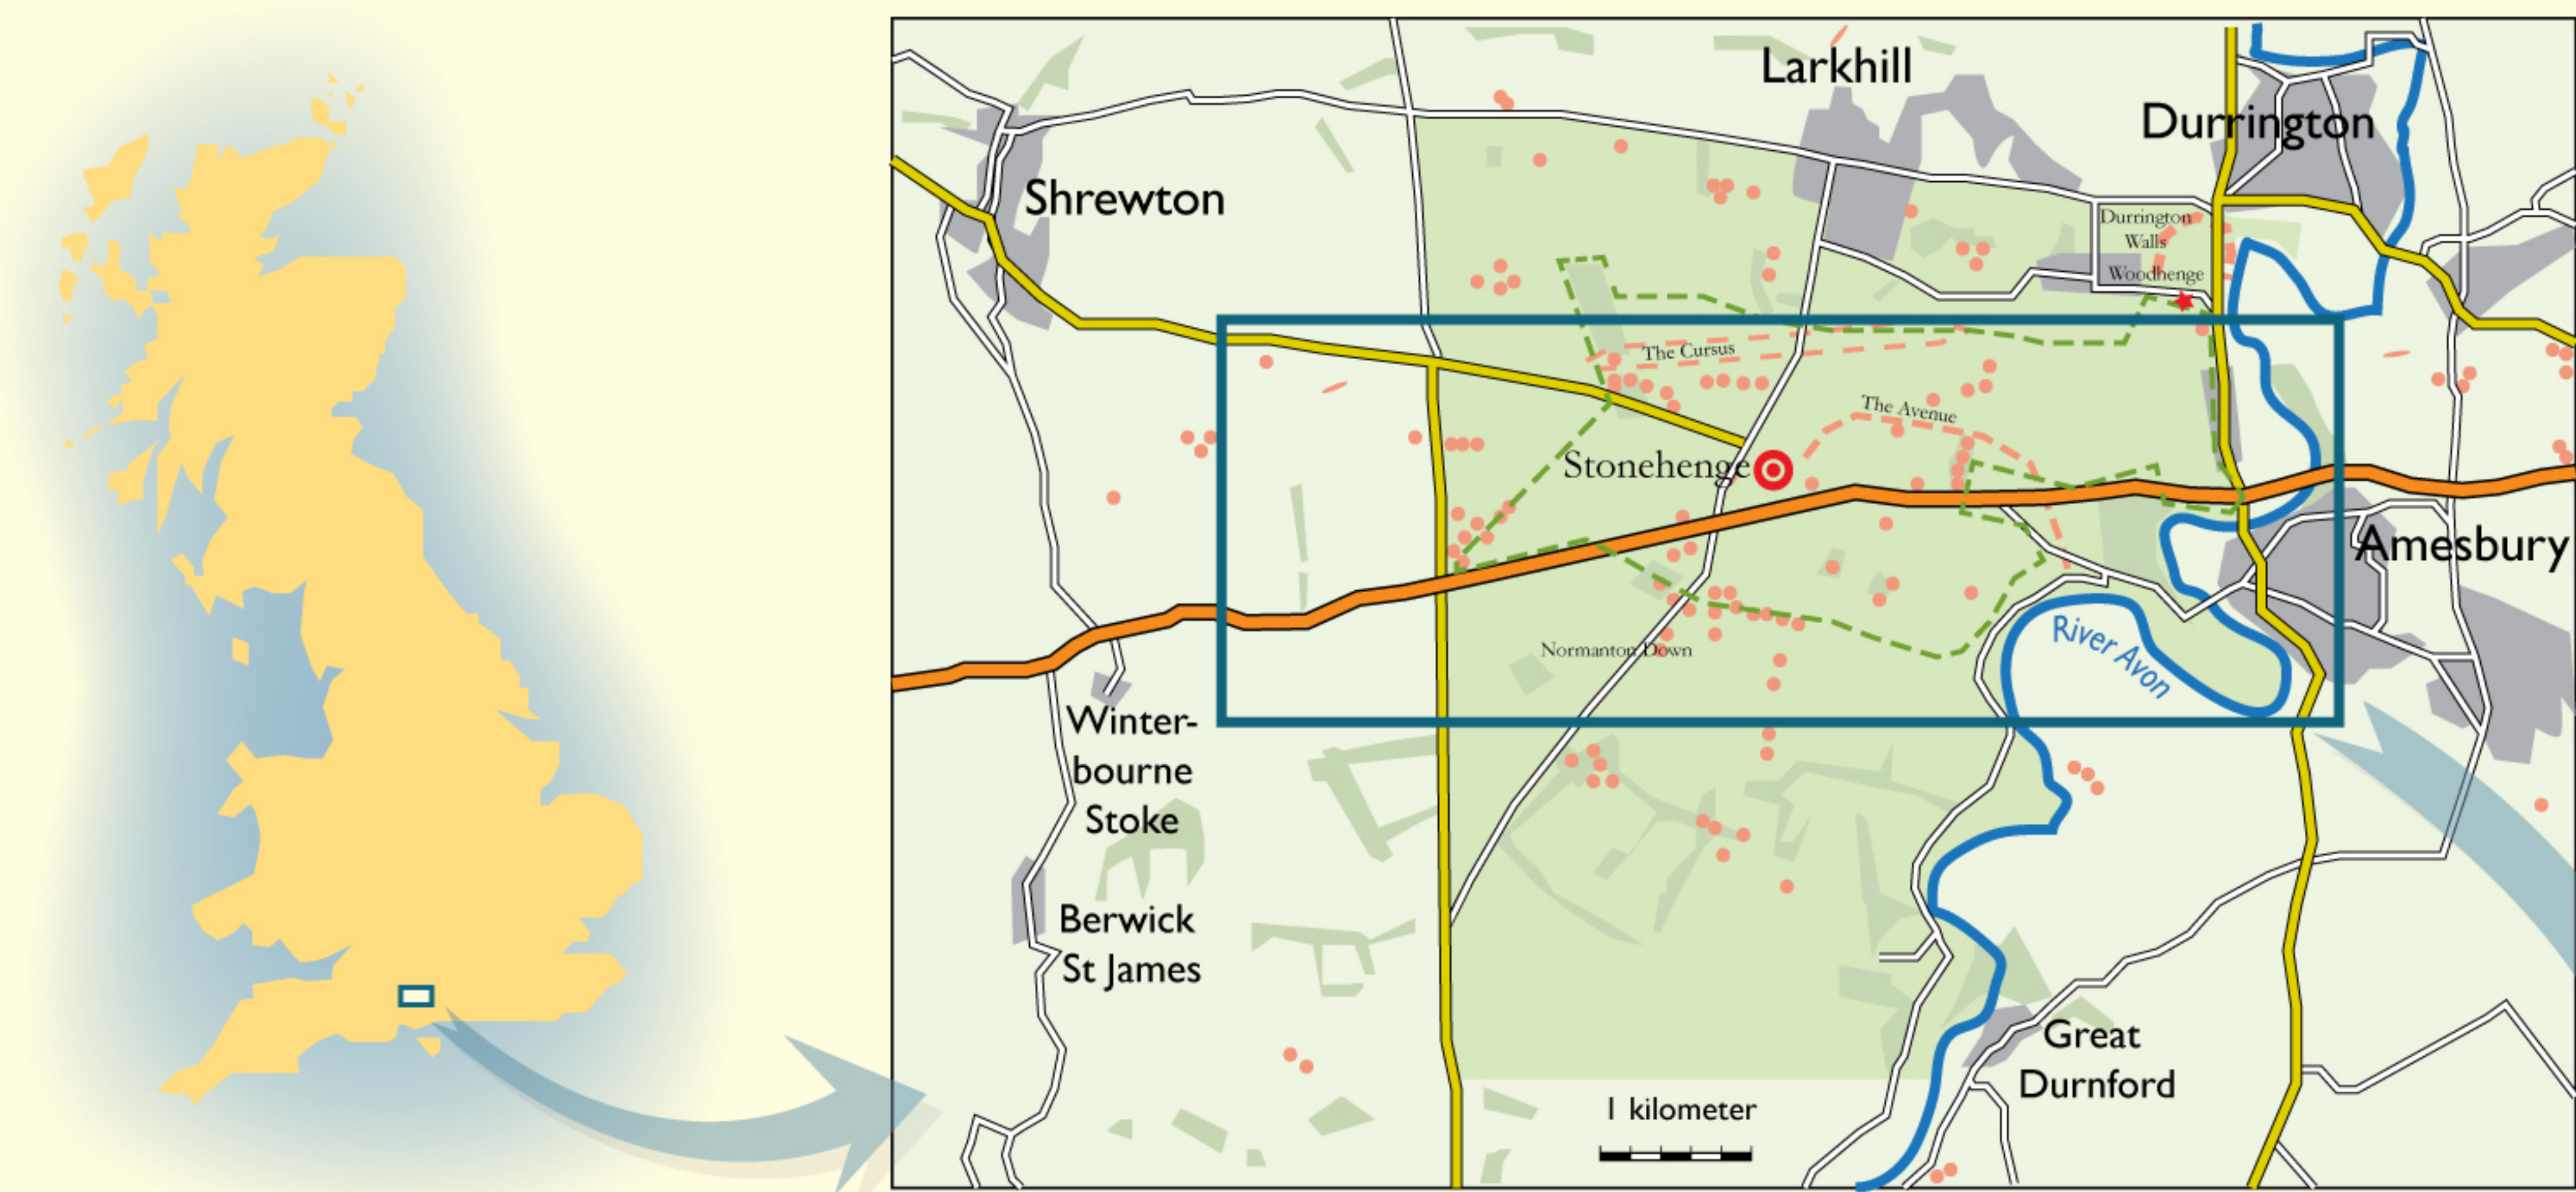 Larkhill
Durrington
Shrewton
Durrington
Walls
Woodhenge
The Cursus
The Avenue
Stonehenge
Amesbury
River Avon
Normanton Down
Winter-
bourne
Stoke
Berwick
St James
Great
Durnford
1 kilometer